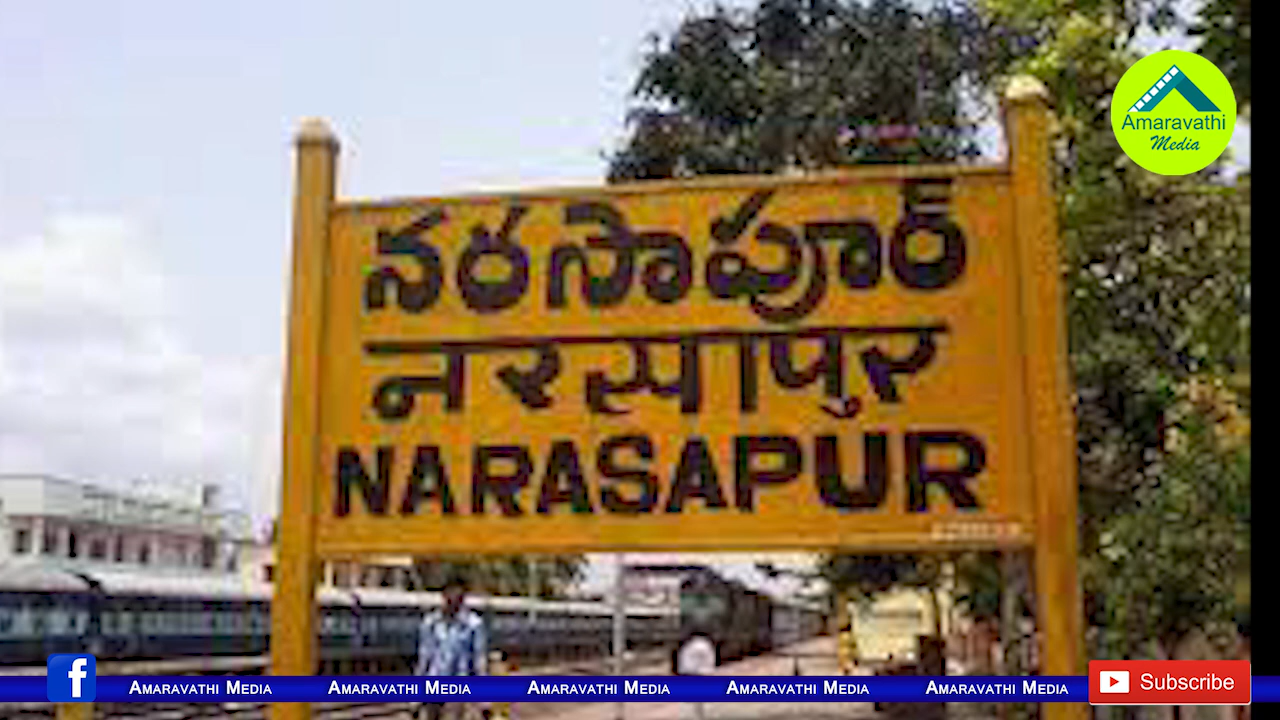 Amaravathi
Media
నరసాపూర్
नरसापुर
NARASAPUR
f AMARAVATHI MEDIA AMARAVATHI MEDIA AMARAVATHI MEDIA AMARAVATHI MEDIA AMARAVATHI MEDIA Subscribe